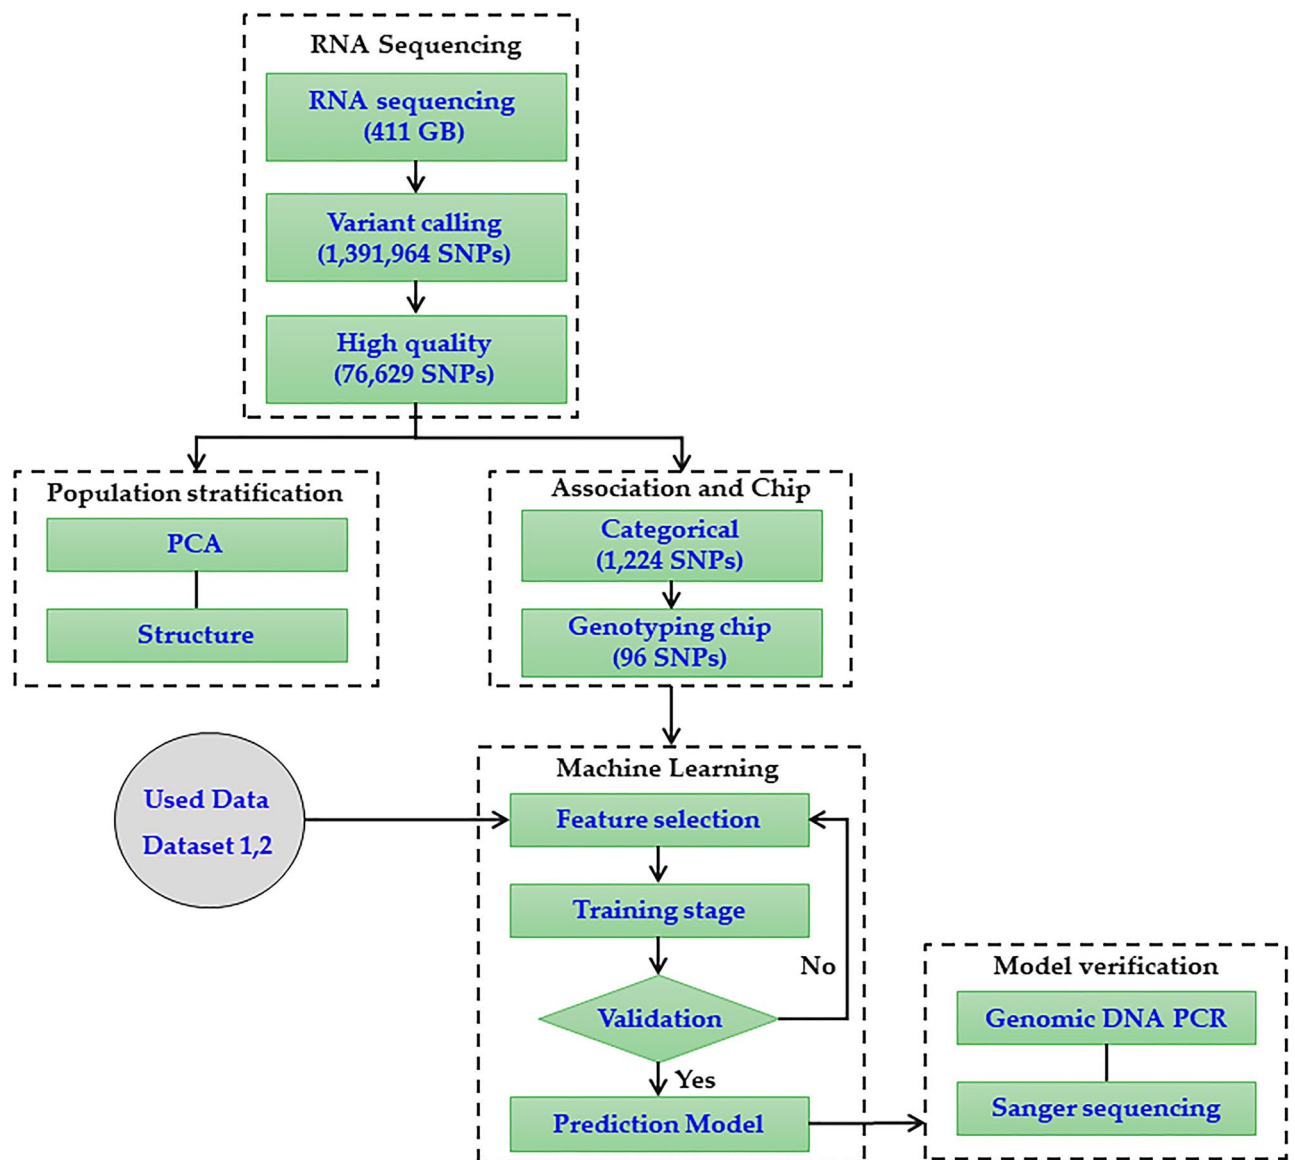 RNA Sequencing
RNA sequencing
(411 GB)
Variant calling
(1,391,964 SNPs)
High quality
(76,629 SNPs)
Population stratification
PCA
Structure
Association and Chip
Categorical
(1,224 SNPs)
Genotyping chip
(96 SNPs)
Used Data
Dataset 1,2
Machine Learning
Feature selection
Training stage
Validation
No
Yes
Prediction Model
Model verification
Genomic DNA PCR
Sanger sequencing